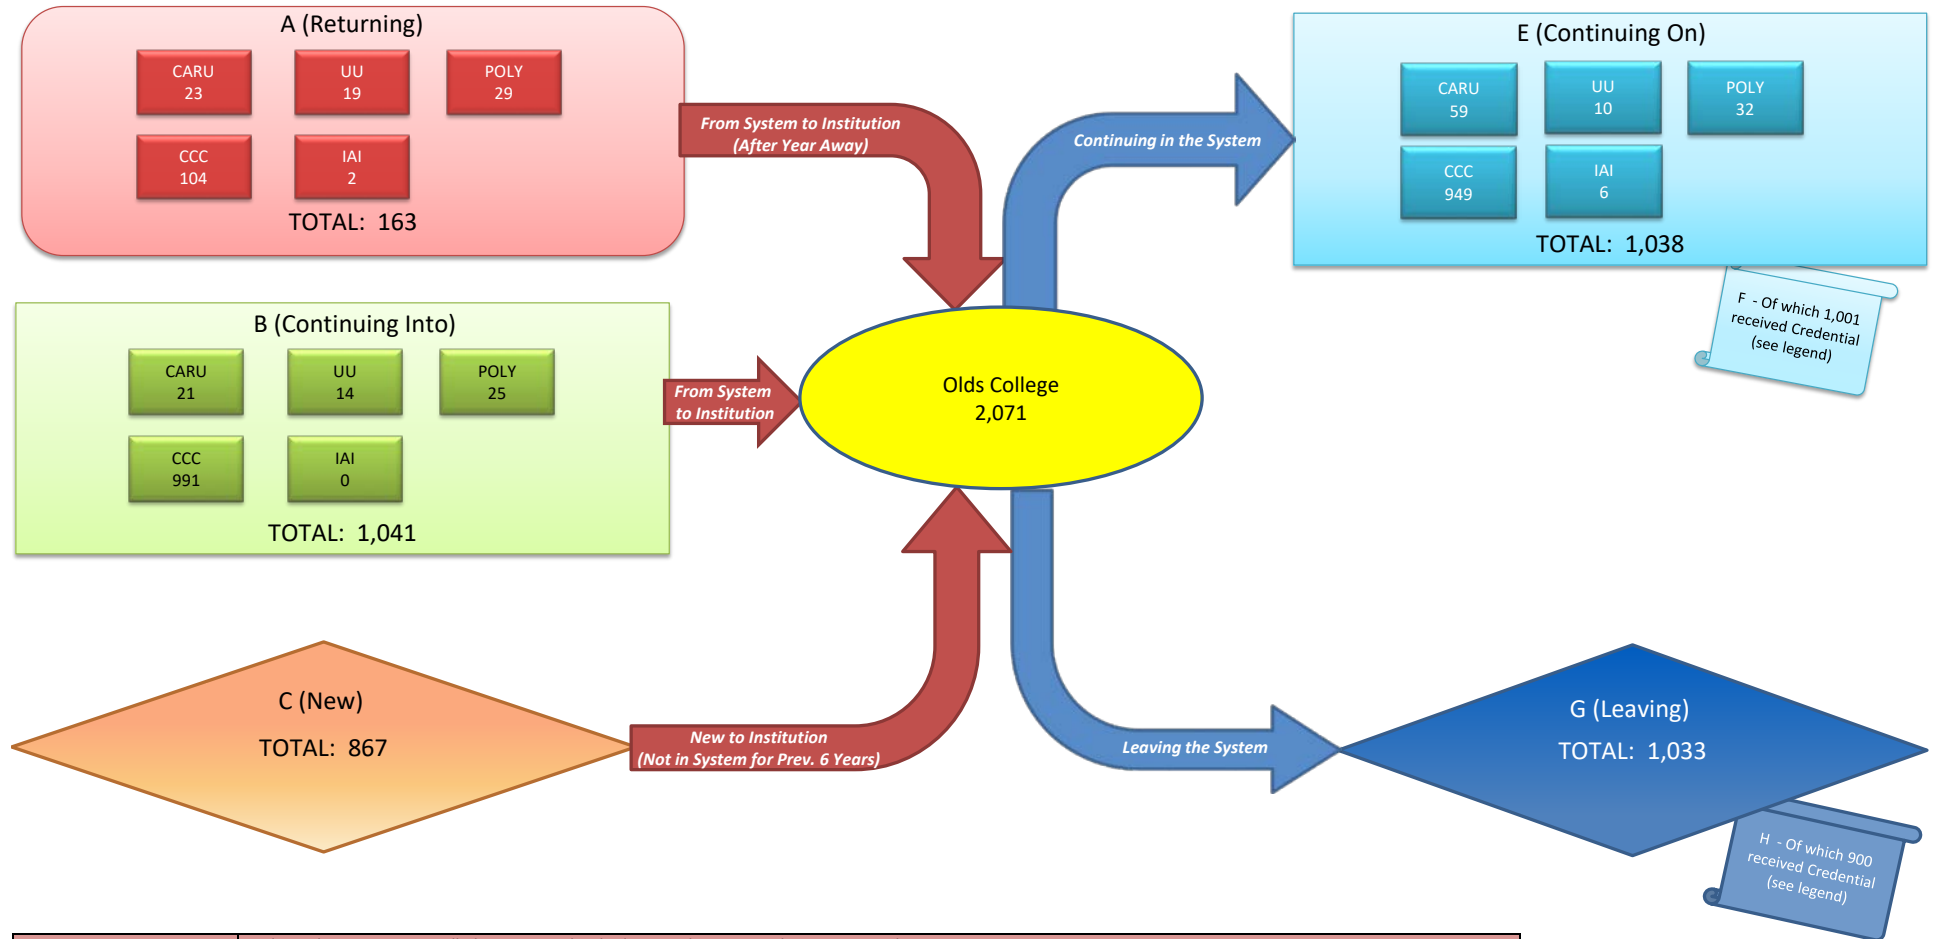 A (Returning)
CARU
23
UU
19
POLY
29
CCC
104
IAI
2
TOTAL: 163
From System to Institution
(After Year Away)
Continuing in the System
E (Continuing On)
CARU
59
UU
10
POLY
32
CCC
949
IAI
6
TOTAL: 1,038
F - Of which 1,001
received Credential
(see legend)
B (Continuing Into)
CARU
21
UU
14
POLY
25
CCC
991
IAI
0
TOTAL: 1,041
From System
to Institution
Olds College
2,071
C (New)
TOTAL: 867
New to Institution
(Not in System for Prev. 6 Years)
Leaving the System
G (Leaving)
TOTAL: 1,033
H - Of which 900
received Credential
(see legend)